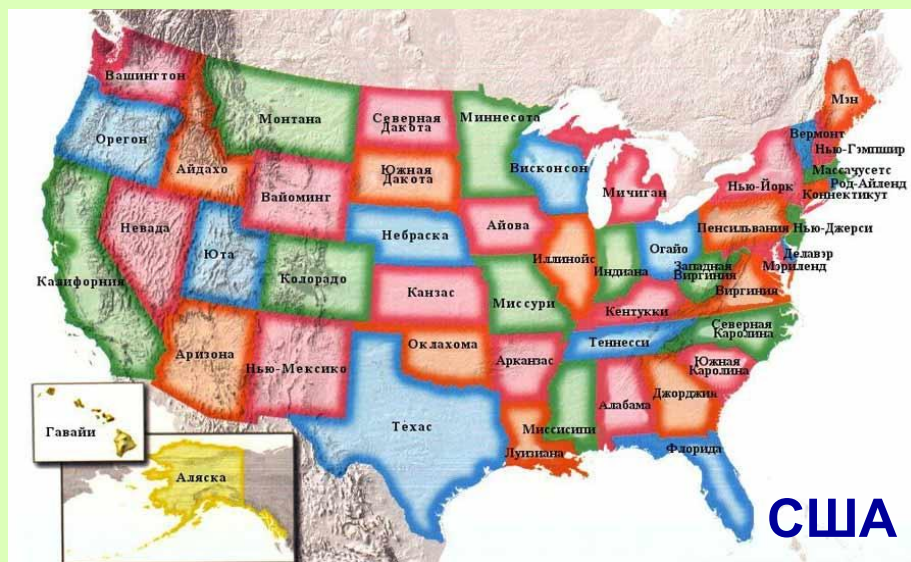 Вашингтон
Монтана
Северная
Дакота
Миннесота
Мэн
Орегон
Айдахо
Южная
Дакота
Висконсон
Мичиган
Вермонт
Нью-Гэмпшир
Массачусетс
Род-Айленд
Коннектикут
Нью-Йорк
Вайоминг
Невада
Юта
Небраска
Айова
Иллинойс
Индиана
Огайо
Пенсильвания
Нью-Джерси
Делавэр
Мэриленд
Западная
Виргиния
Виргиния
Калифорния
Колорадо
Канзас
Миссури
Кентукки
Северная
Каролина
Теннесси
Аризона
Нью-Мексико
Оклахома
Арканзас
Южная
Каролина
Джорджия
Алабама
Миссисипи
Техас
Луизиана
Флорида
Гавайи
Аляска
США